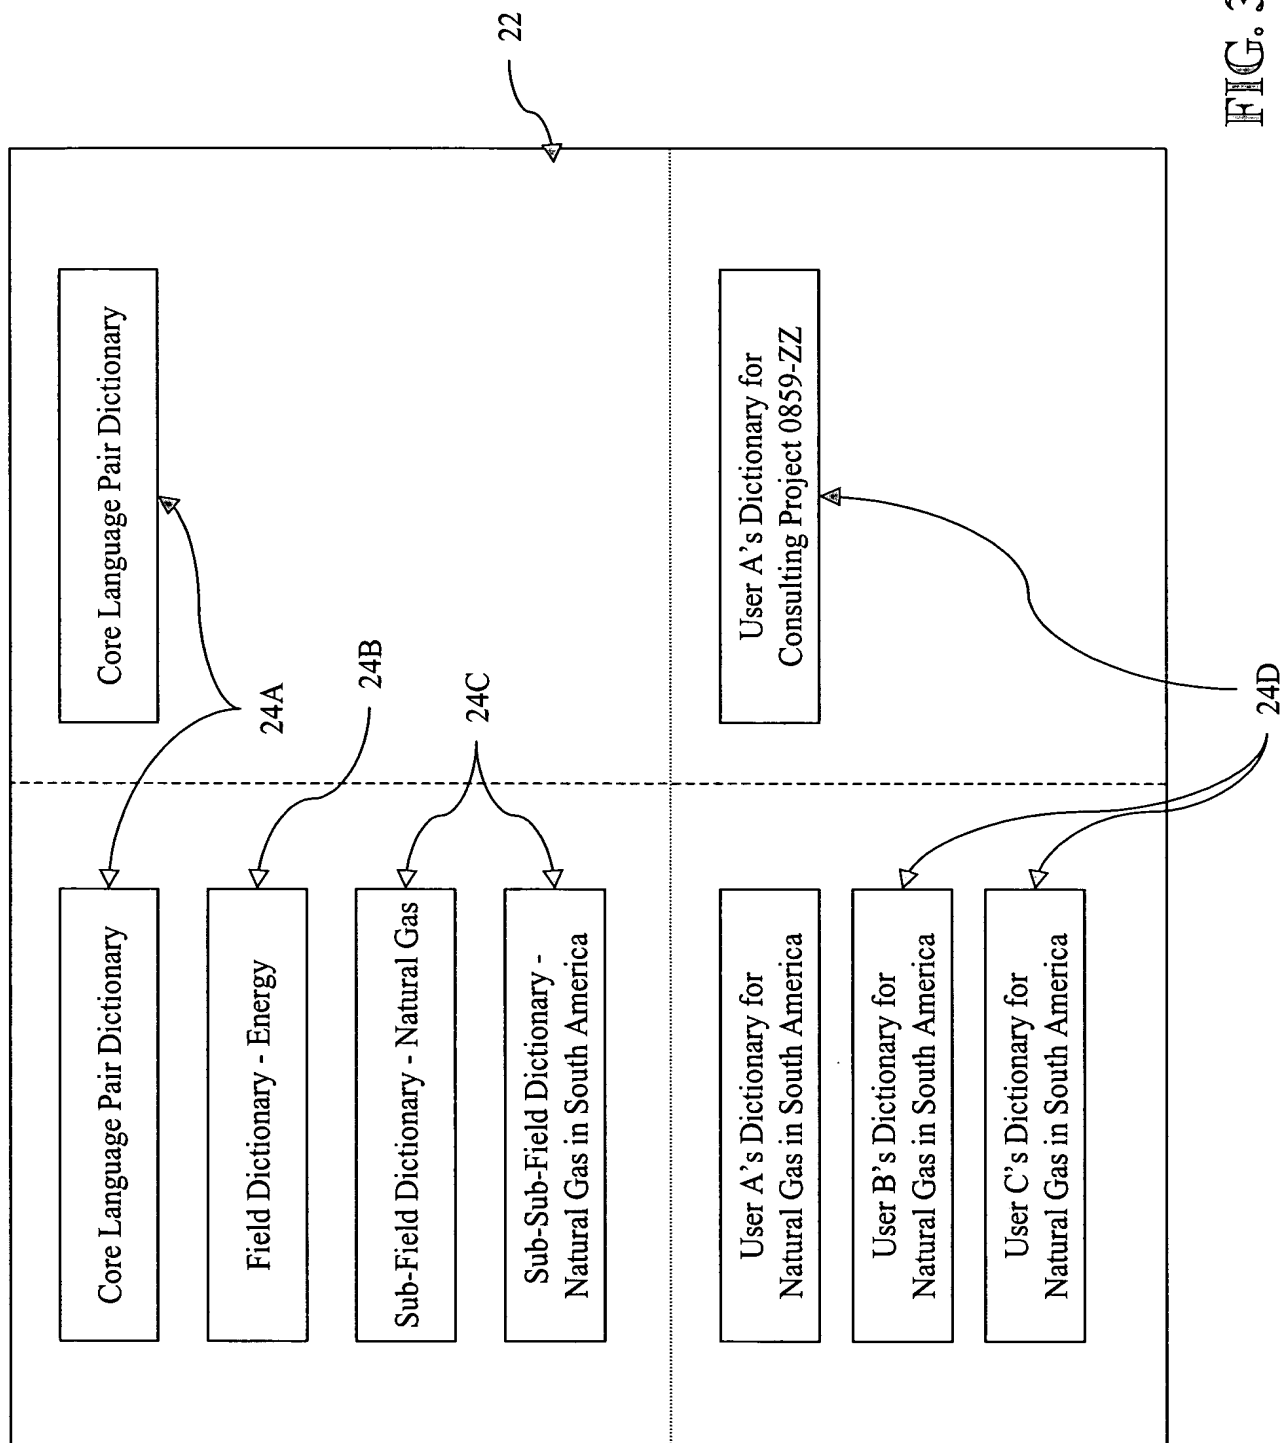 Core Language Pair Dictionary
Field Dictionary - Energy
Sub-Field Dictionary - Natural Gas
Sub-Sub-Field Dictionary -
Natural Gas in South America
User A's Dictionary for
Natural Gas in South America
User B's Dictionary for
Natural Gas in South America
User C's Dictionary for
Natural Gas in South America
24A
24B
24C
24D
Core Language Pair Dictionary
User A's Dictionary for
Consulting Project 0859-ZZ
22
FIG. 3